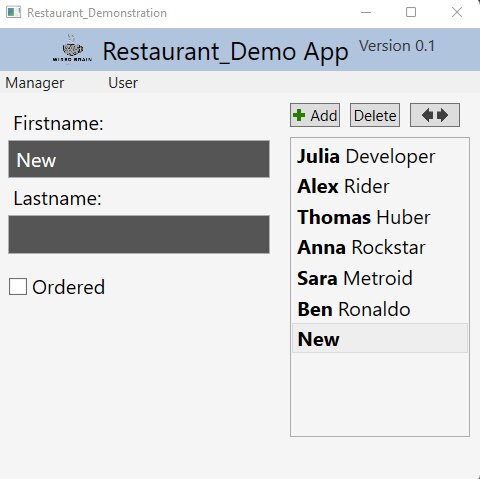 Restaurant_Demonstration
MICRO BRAIN
Restaurant_Demo App
Version 0.1
Manager
User
Firstname:
New
Lastname:
Ordered
Add
Delete
Julia Developer
Alex Rider
Thomas Huber
Anna Rockstar
Sara Metroid
Ben Ronaldo
New